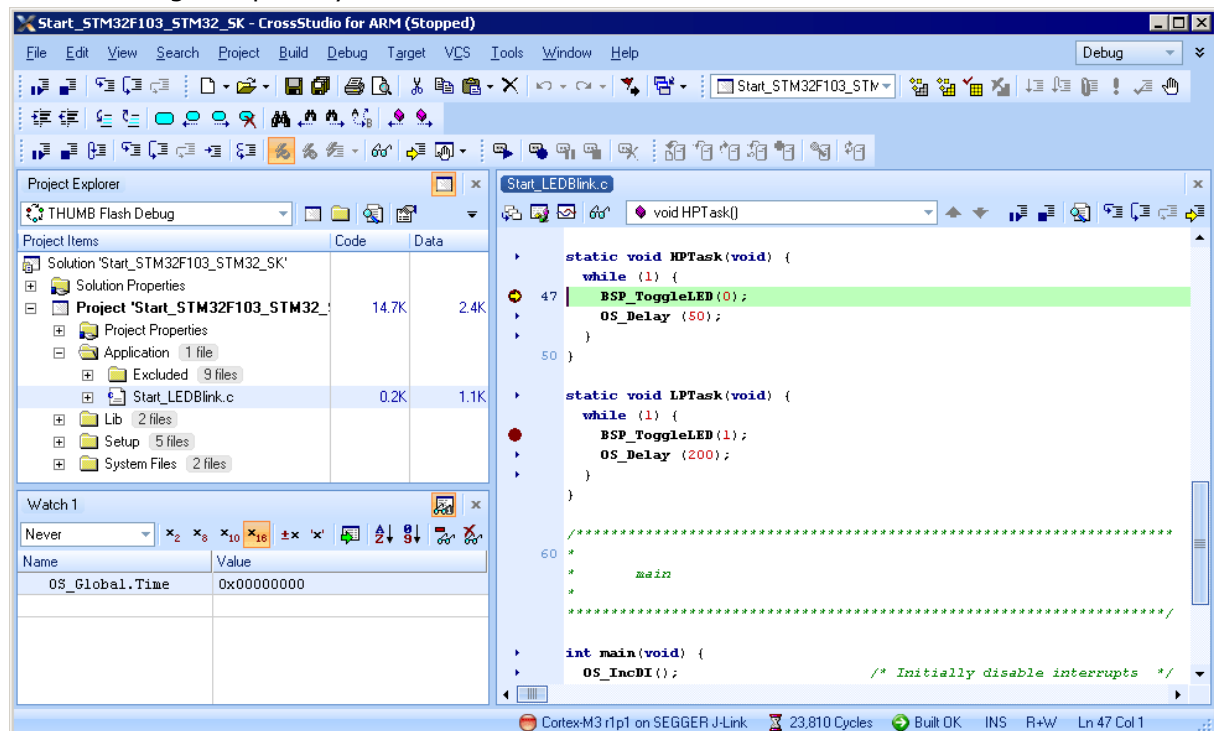 Start_STM32F103_STM32_SK - CrossStudio for ARM (Stopped)
File Edit View Search Project Build Debug Target VCS Tools Window Help
Debug
Start_STM32F103_STM
Project Explorer
THUMB Flash Debug
Project Items Code Data
Solution 'Start_STM32F103_STM32_SK'
Solution Properties
Project 'Start_STM32F103_STM32_ 14.7K 2.4K
Project Properties
Application 1 file
Excluded 9 files
Start_LEDBlink.c 0.2K 1.1K
Lib 2 files
Setup 5 files
System Files 2 files
Watch 1
Never x2 x8 x10 x16 ±x 'x'
Name Value
OS_Global.Time 0x00000000
Start_LEDBlink.c
void HPTask()
static void HPTask(void) {
while (1) {
47 BSP_ToggleLED(0);
OS_Delay (50);
}
50 }
static void LPTask(void) {
while (1) {
BSP_ToggleLED(1);
OS_Delay (200);
}
}
/*********************************************************************
60 *
* main
*
*********************************************************************/
int main(void) {
OS_IncDI(); /* Initially disable interrupts */
Cortex-M3 r1p1 on SEGGER J-Link 23,810 Cycles Built OK INS R+W Ln 47 Col 1